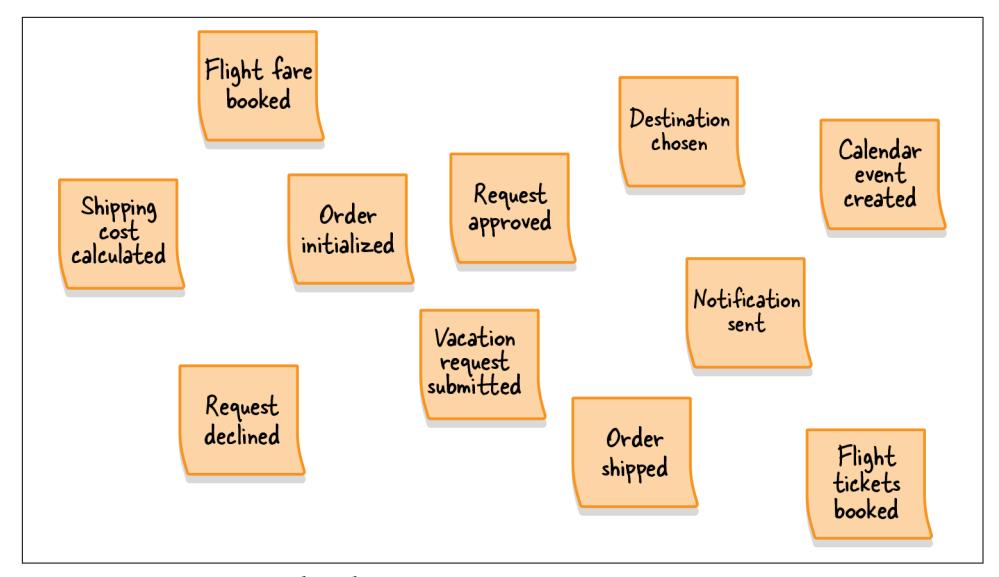 Flight fare
booked
Destination
chosen
Calendar
event
created
Shipping
cost
calculated
Order
initialized
Request
approved
Notification
sent
Vacation
request
submitted
Request
declined
Order
shipped
Flight
tickets
booked